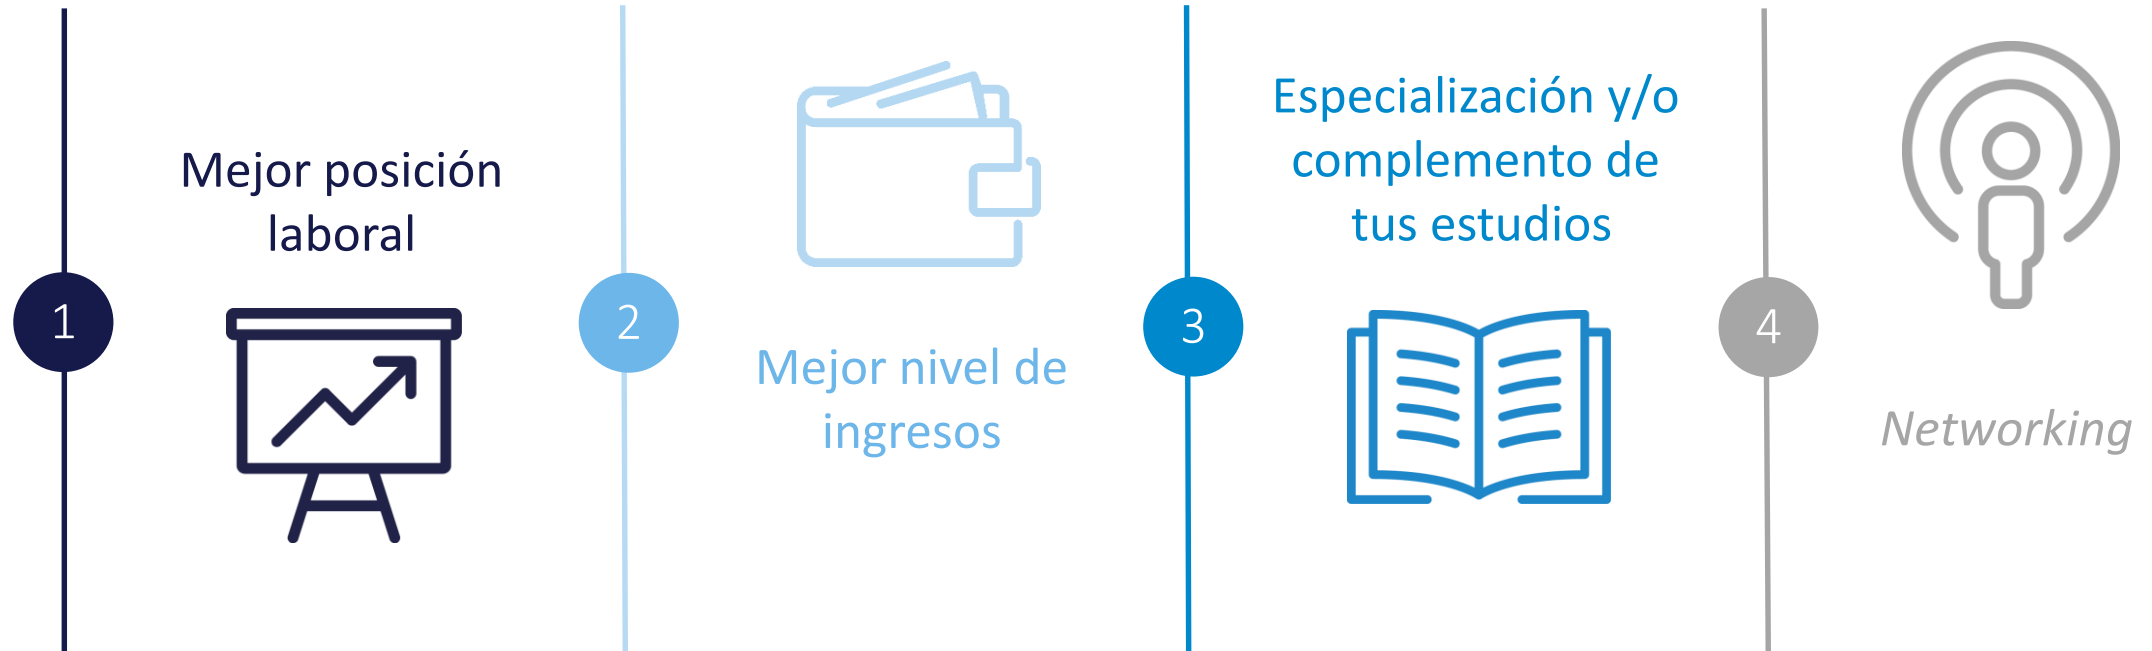 1
Mejor posición
laboral
2
Mejor nivel de
ingresos
3
Especialización y/o
complemento de
tus estudios
4
Networking